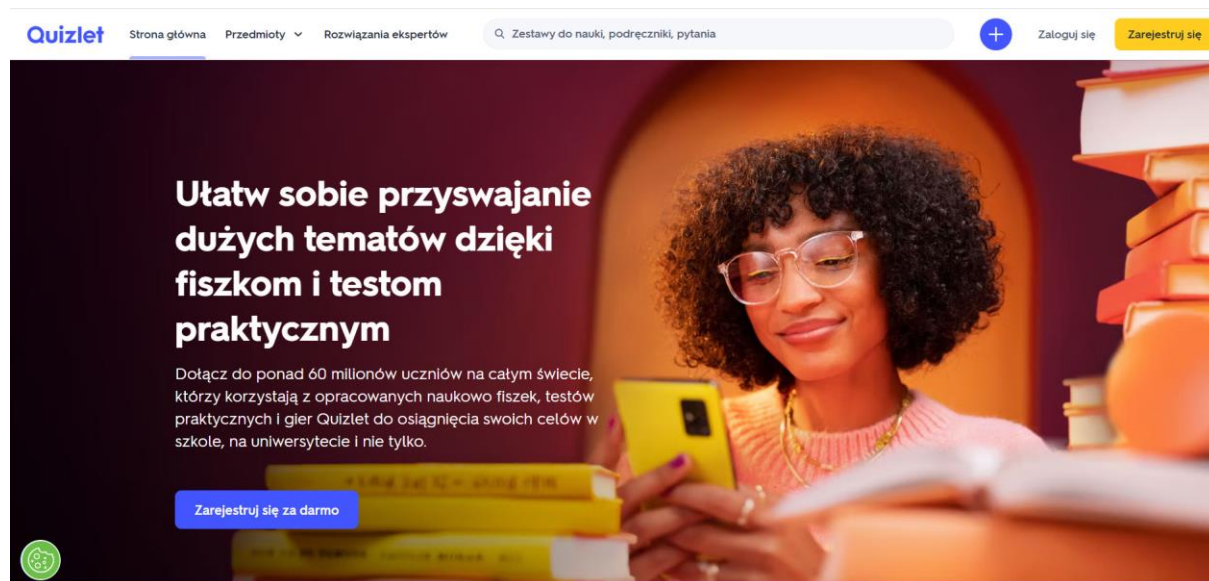 Quizlet
Strona główna
Przedmioty
Rozwiązania ekspertów
Zestawy do nauki, podręczniki, pytania
Zaloguj się
Zarejestruj się
Ułatw sobie przyswajanie
dużych tematów dzięki
fiszkom i testom
praktycznym
Dołącz do ponad 60 milionów uczniów na całym świecie,
którzy korzystają z opracowanych naukowo fiszek, testów
praktycznych i gier Quizlet do osiągnięcia swoich celów w
szkole, na uniwersytecie i nie tylko.
Zarejestruj się za darmo